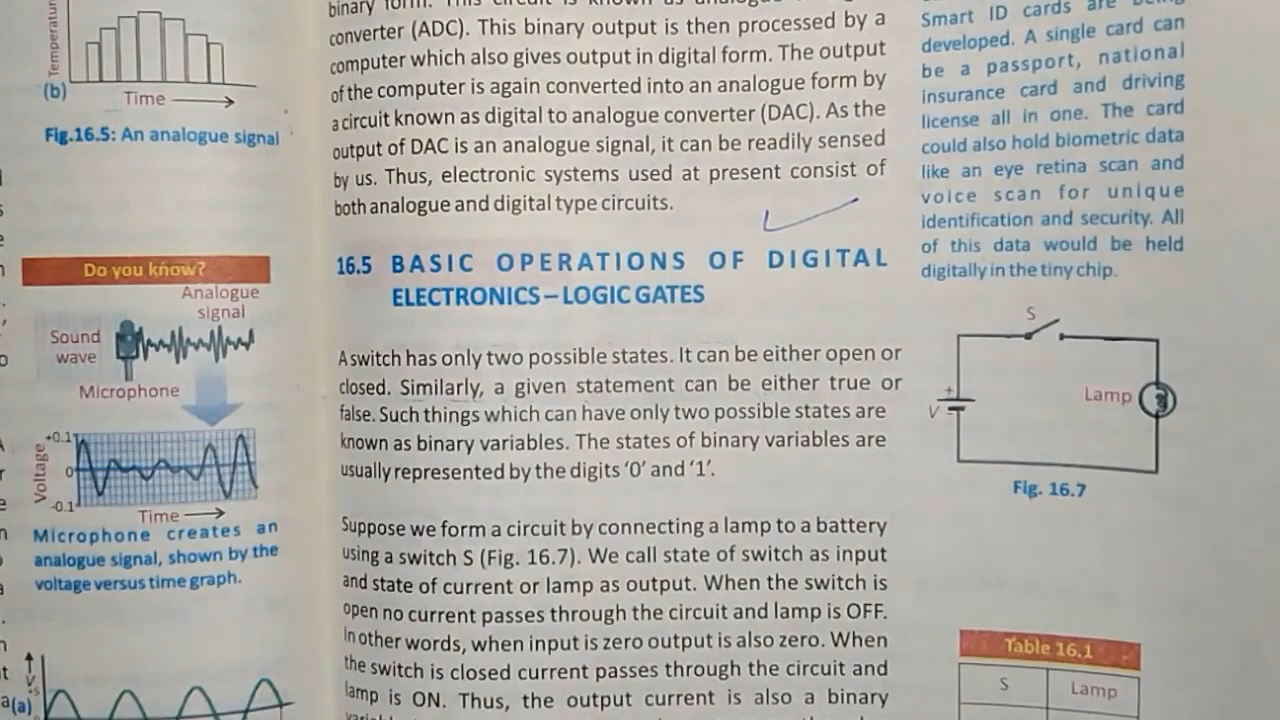 Temperatur
(b)
Time
Fig.16.5: An analogue signal
Do you know?
Analogue
signal
Sound
wave
Microphone
+0.1
0
-0.1
Voltage
Time
Microphone creates an
analogue signal, shown by the
voltage versus time graph.
V
(a)
converter (ADC). This binary output is then processed by a
computer which also gives output in digital form. The output
of the computer is again converted into an analogue form by
a circuit known as digital to analogue converter (DAC). As the
output of DAC is an analogue signal, it can be readily sensed
by us. Thus, electronic systems used at present consist of
both analogue and digital type circuits.
16.5 BASIC OPERATIONS OF DIGITAL
ELECTRONICS – LOGIC GATES
A switch has only two possible states. It can be either open or
closed. Similarly, a given statement can be either true or
false. Such things which can have only two possible states are
known as binary variables. The states of binary variables are
usually represented by the digits ‘0’ and ‘1’.
Suppose we form a circuit by connecting a lamp to a battery
using a switch S (Fig. 16.7). We call state of switch as input
and state of current or lamp as output. When the switch is
open no current passes through the circuit and lamp is OFF.
In other words, when input is zero output is also zero. When
the switch is closed current passes through the circuit and
lamp is ON. Thus, the output current is also a binary
Smart ID cards are being
developed. A single card can
be a passport, national
insurance card and driving
license all in one. The card
could also hold biometric data
like an eye retina scan and
voice scan for unique
identification and security. All
of this data would be held
digitally in the tiny chip.
S
+
V
Lamp
Fig. 16.7
Table 16.1
S Lamp